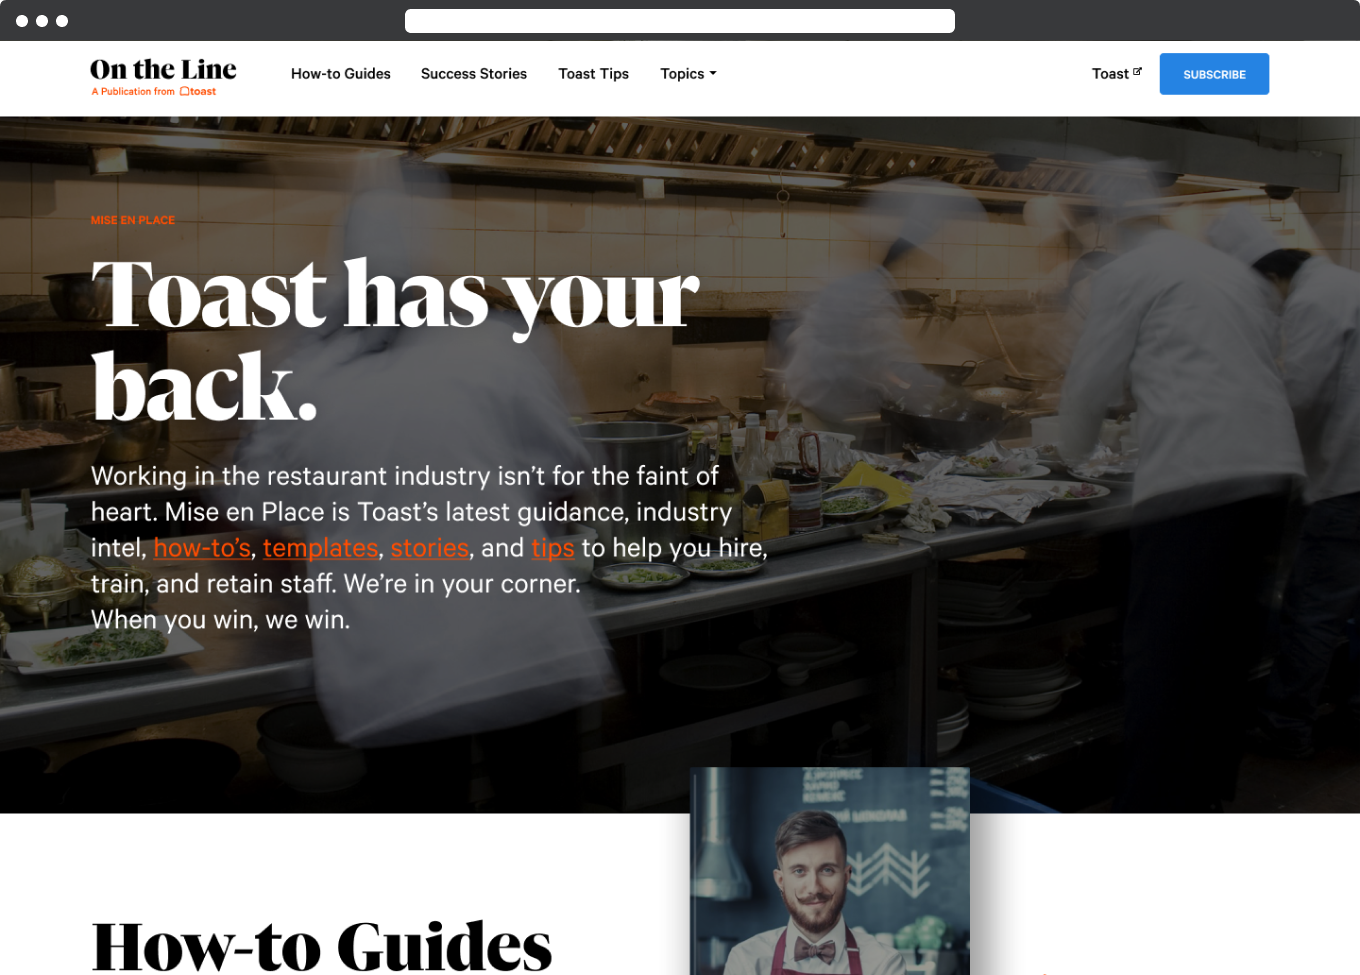 On the Line
A Publication from toast
How-to Guides
Success Stories
Toast Tips
Topics
Toast
SUBSCRIBE
MISE EN PLACE
Toast has your
back.
Working in the restaurant industry isn’t for the faint of
heart. Mise en Place is Toast’s latest guidance, industry
intel, how-to’s, templates, stories, and tips to help you hire,
train, and retain staff. We’re in your corner.
When you win, we win.
ШОКОЛАД
How-to Guides